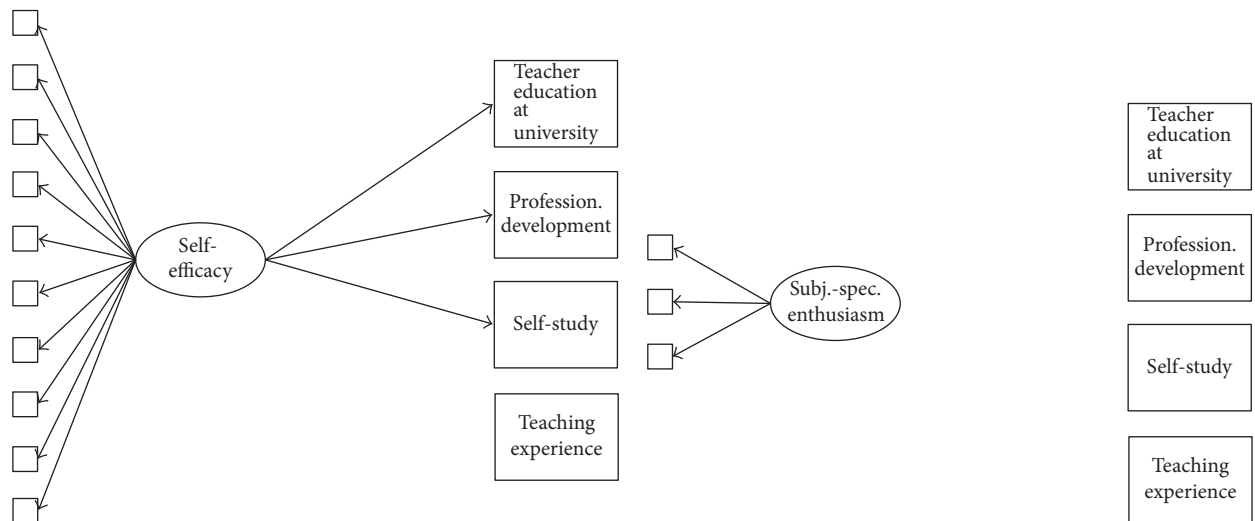 Self-
efficacy
Teacher
education
at
university
Profession.
development
Self-study
Teaching
experience
Subj.-spec.
enthusiasm
Teacher
education
at
university
Profession.
development
Self-study
Teaching
experience